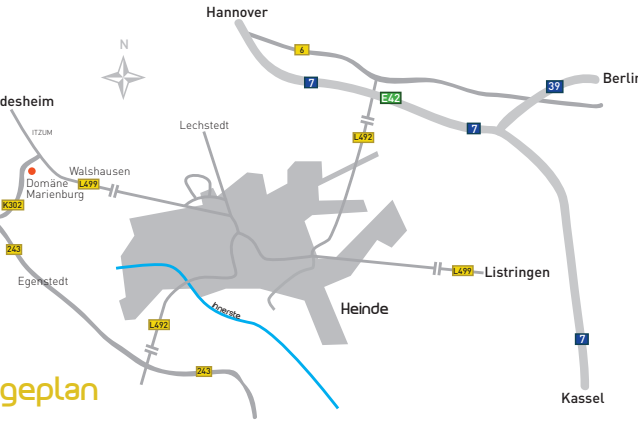 Hannover
N
6
7
39
Berlin
E42
desheim
7
ITZUM
Lechstedt
L492
Walshausen
Domäne
Marienburg
L499
K302
243
Egenstedt
L499
Listringen
Innerste
Heinde
L492
7
243
geplan
Kassel